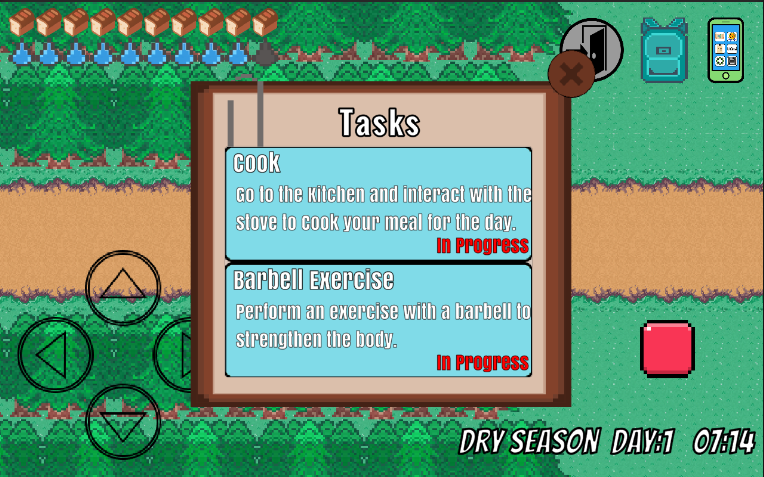 Tasks
Cook
Go to the Kitchen and interact with the
stove to Cook your meal for the day.
In Progress
Barbell Exercise
Perform an exercise with a barbell to
strengthen the body.
In Progress
DRY SEASON DAY:1 07:14